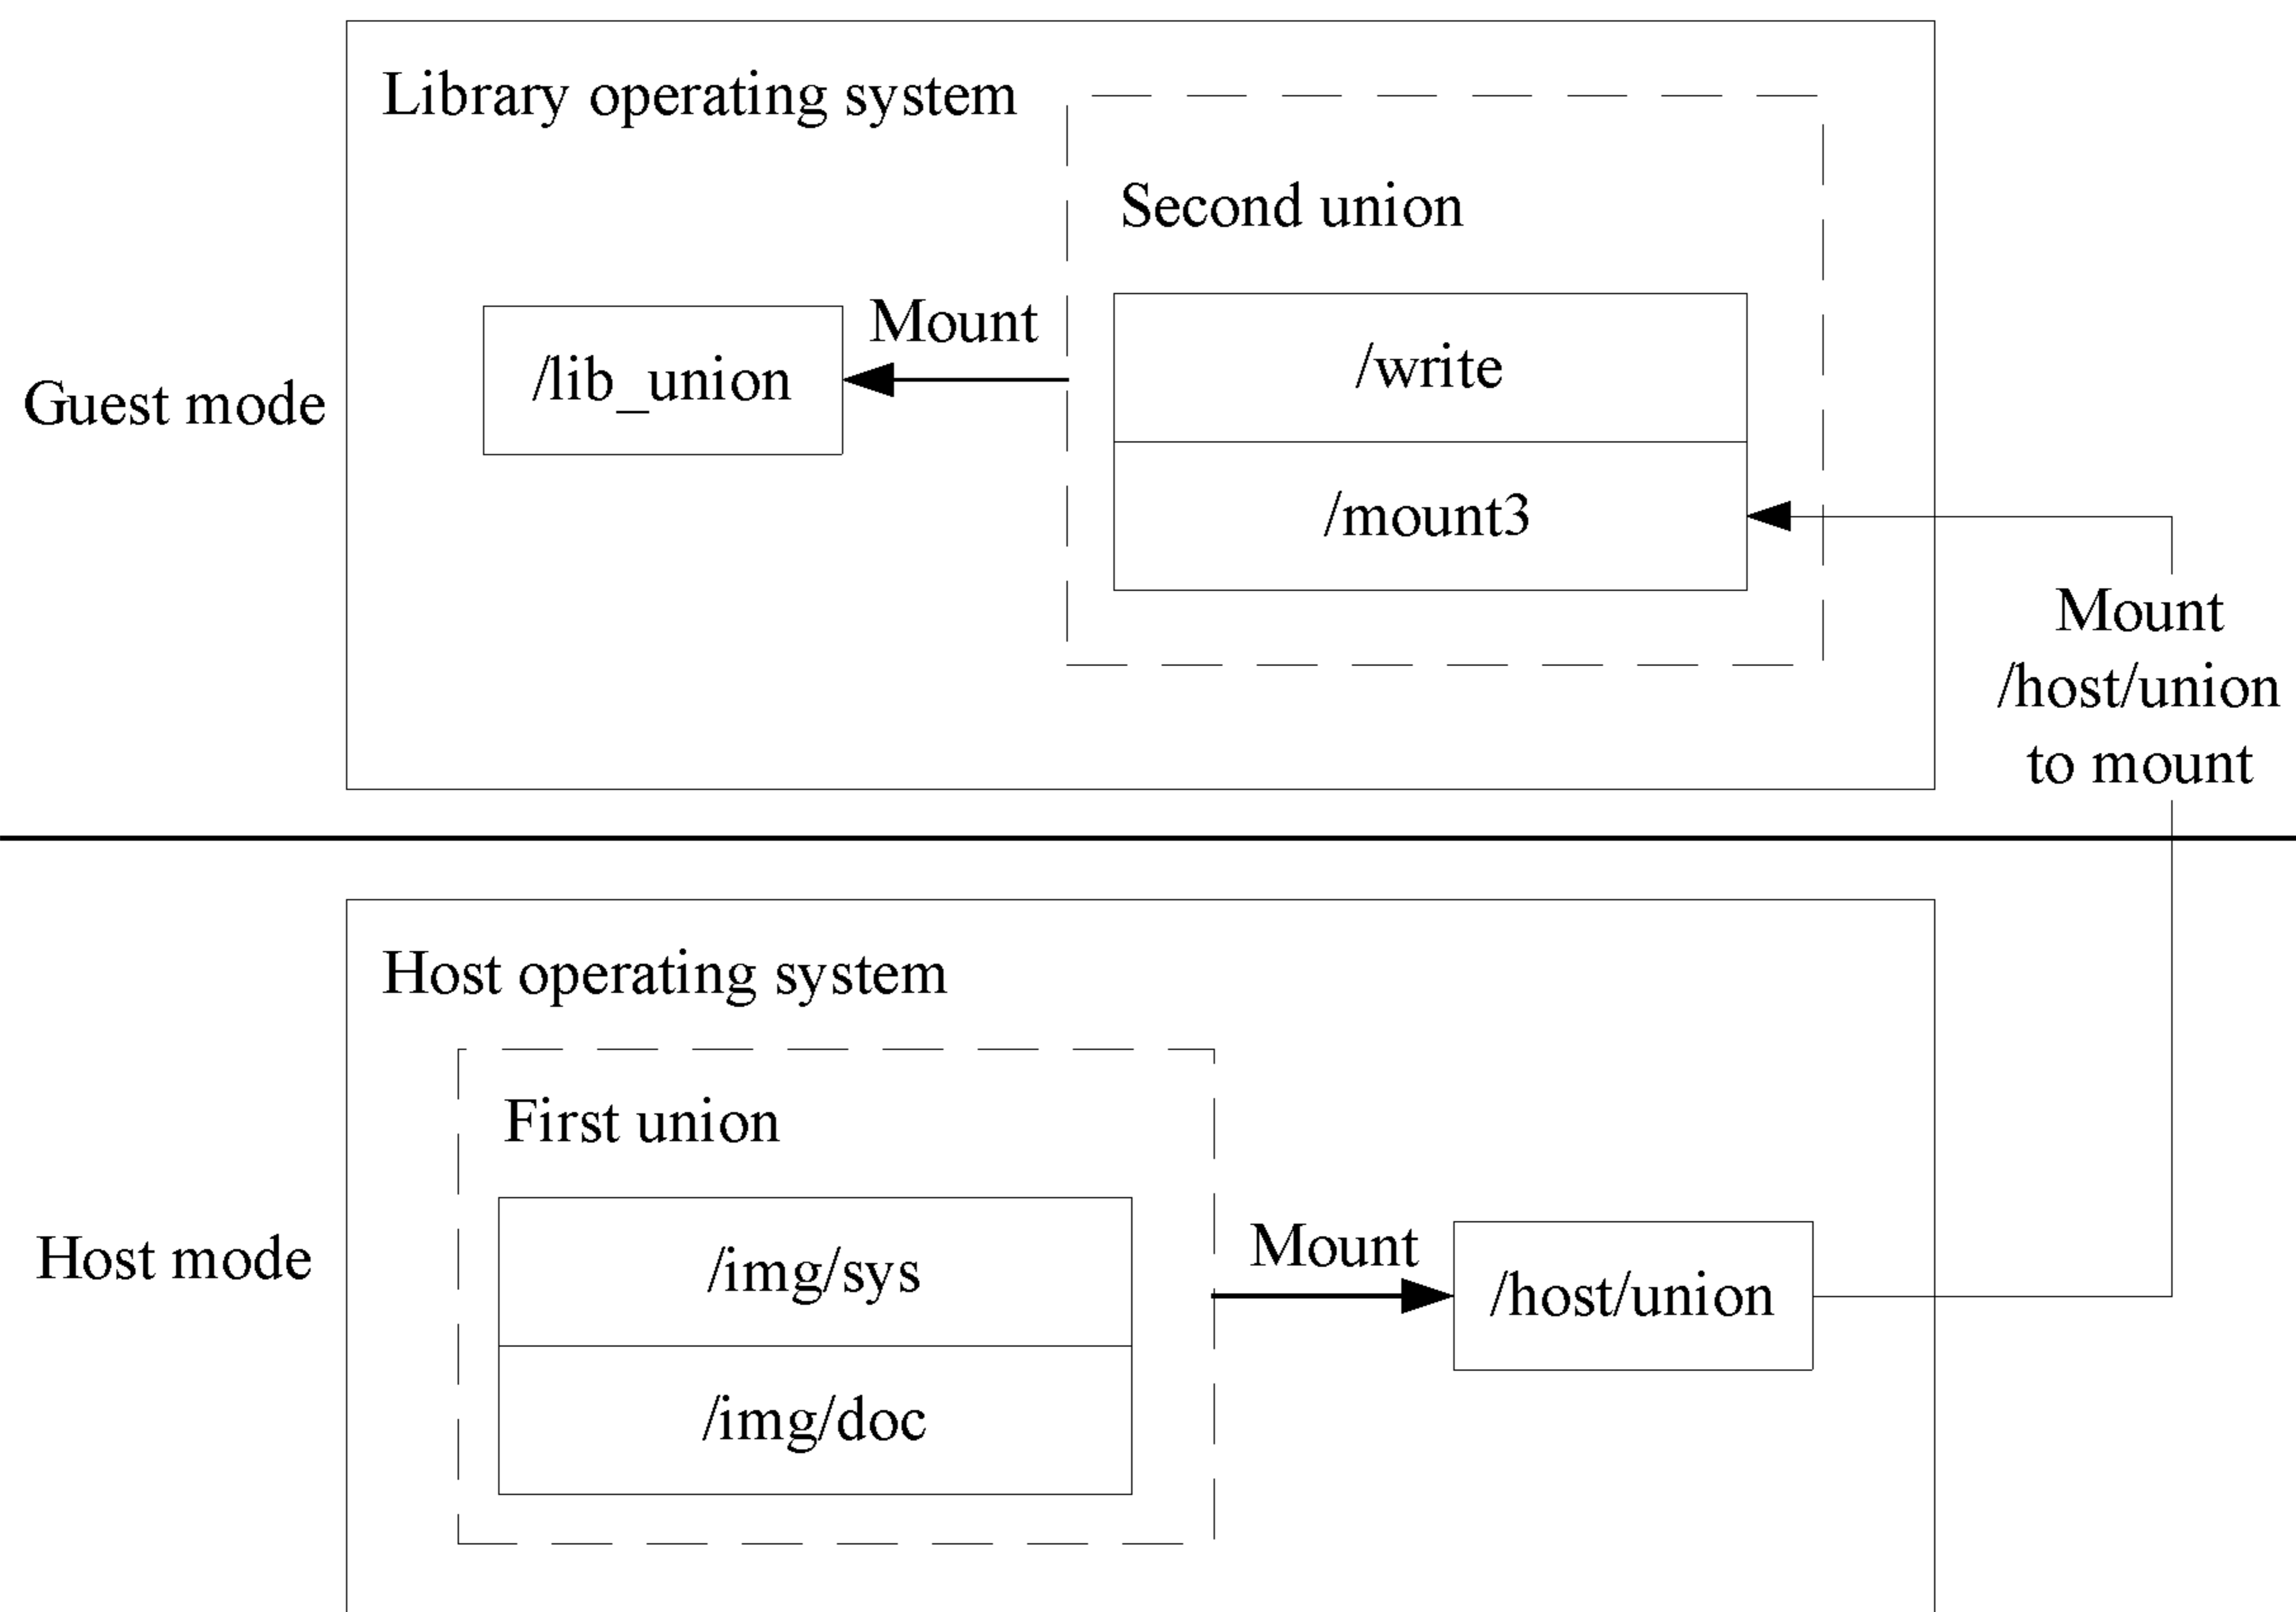 Library operating system
Second union
Mount
/lib_union
/write
Guest mode
/mount3
Mount
/host/union
to mount
Host operating system
First union
Mount
Host mode
/img/sys
/host/union
/img/doc